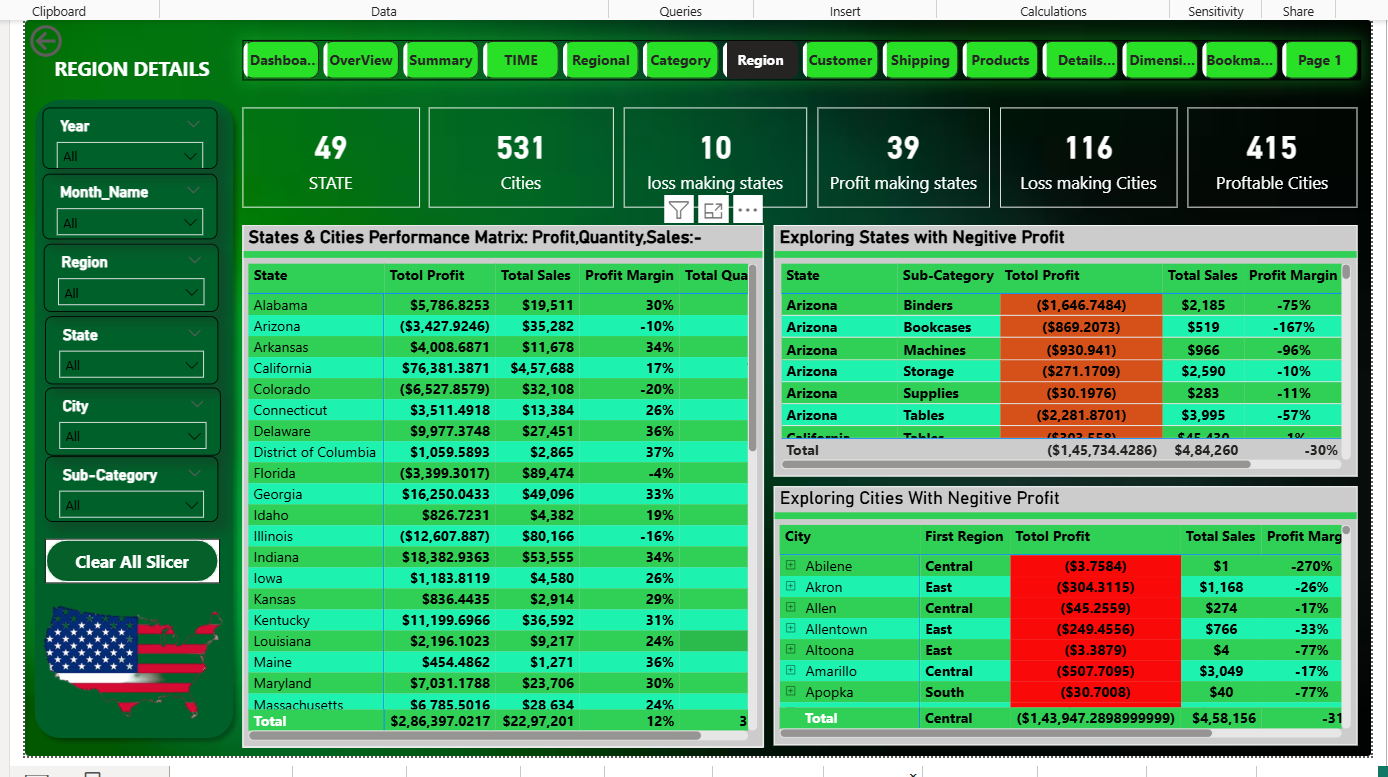 Clipboard Data Queries Insert Calculations Sensitivity Share
REGION DETAILS
Dashboa.. OverView Summary TIME Regional Category Region Customer Shipping Products Details... Dimensi... Bookma... Page 1
Year
All
Month_Name
All
Region
All
State
All
City
All
Sub-Category
All
Clear All Slicer
49
STATE
531
Cities
10
loss making states
39
Profit making states
116
Loss making Cities
415
Proftable Cities
States & Cities Performance Matrix: Profit,Quantity,Sales:-
State Totol Profit Total Sales Profit Margin Totol Qua
Alabama $5,786.8253 $19,511 30%
Arizona ($3,427.9246) $35,282 -10%
Arkansas $4,008.6871 $11,678 34%
California $76,381.3871 $4,57,688 17%
Colorado ($6,527.8579) $32,108 -20%
Connecticut $3,511.4918 $13,384 26%
Delaware $9,977.3748 $27,451 36%
District of Columbia $1,059.5893 $2,865 37%
Florida ($3,399.3017) $89,474 -4%
Georgia $16,250.0433 $49,096 33%
Idaho $826.7231 $4,382 19%
Illinois ($12,607.887) $80,166 -16%
Indiana $18,382.9363 $53,555 34%
Iowa $1,183.8119 $4,580 26%
Kansas $836.4435 $2,914 29%
Kentucky $11,199.6966 $36,592 31%
Louisiana $2,196.1023 $9,217 24%
Maine $454.4862 $1,271 36%
Maryland $7,031.1788 $23,706 30%
Massachusetts $6,785.5016 $28,634 24%
Total $2,86,397.0217 $22,97,201 12% 3
Exploring States with Negitive Profit
State Sub-Category Totol Profit Total Sales Profit Margin
Arizona Binders ($1,646.7484) $2,185 -75%
Arizona Bookcases ($869.2073) $519 -167%
Arizona Machines ($930.941) $966 -96%
Arizona Storage ($271.1709) $2,590 -10%
Arizona Supplies ($30.1976) $283 -11%
Arizona Tables ($2,281.8701) $3,995 -57%
California Tables
Total ($1,45,734.4286) $4,84,260 -30%
Exploring Cities With Negitive Profit
City First Region Totol Profit Total Sales Profit Marg
Abilene Central ($3.7584) $1 -270%
Akron East ($304.3115) $1,168 -26%
Allen Central ($45.2559) $274 -17%
Allentown East ($249.4556) $766 -33%
Altoona East ($3.3879) $4 -77%
Amarillo Central ($507.7095) $3,049 -17%
Apopka South ($30.7008) $40 -77%
Total Central ($1,43,947.2898999999) $4,58,156 -31